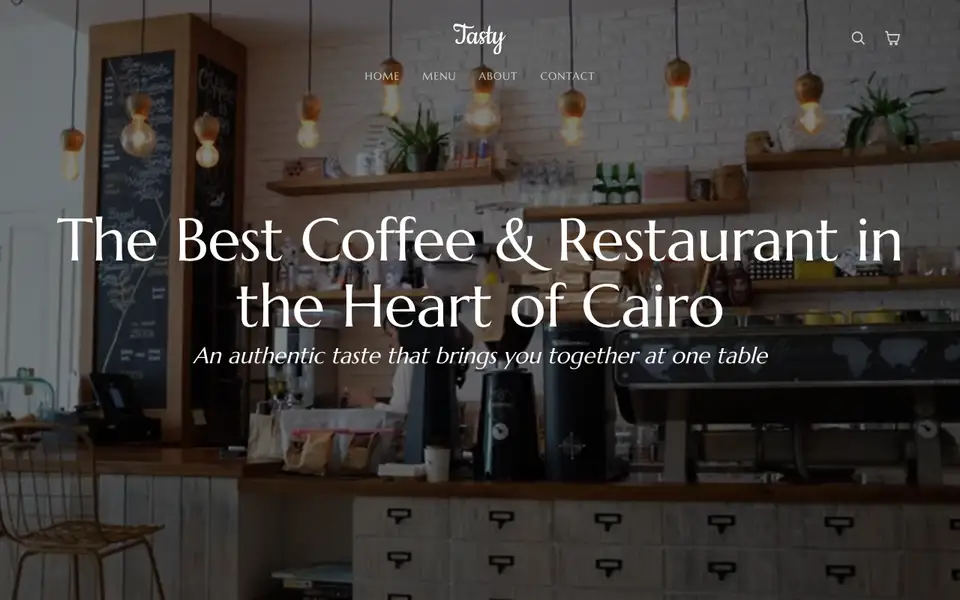 Tasty
HOME MENU ABOUT CONTACT
The Best Coffee & Restaurant in
the Heart of Cairo
An authentic taste that brings you together at one table